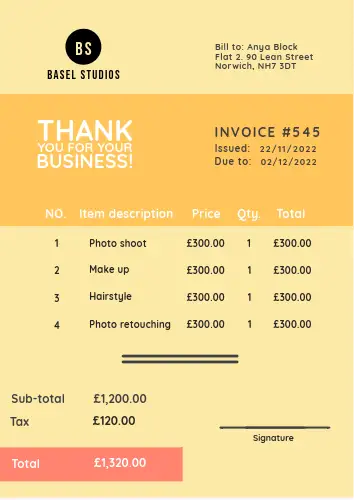 BS
BASEL STUDIOS
Bill to: Anya Block
Flat 2. 90 Lean Street
Norwich, NH7 3DT
THANK
YOU FOR YOUR
BUSINESS!
INVOICE #545
Issued: 22/11/2022
Due to: 02/12/2022
NO. Item description Price Qty. Total
1 Photo shoot £300.00 1 £300.00
2 Make up £300.00 1 £300.00
3 Hairstyle £300.00 1 £300.00
4 Photo retouching £300.00 1 £300.00
Sub-total £1,200.00
Tax £120.00
Signature
Total £1,320.00